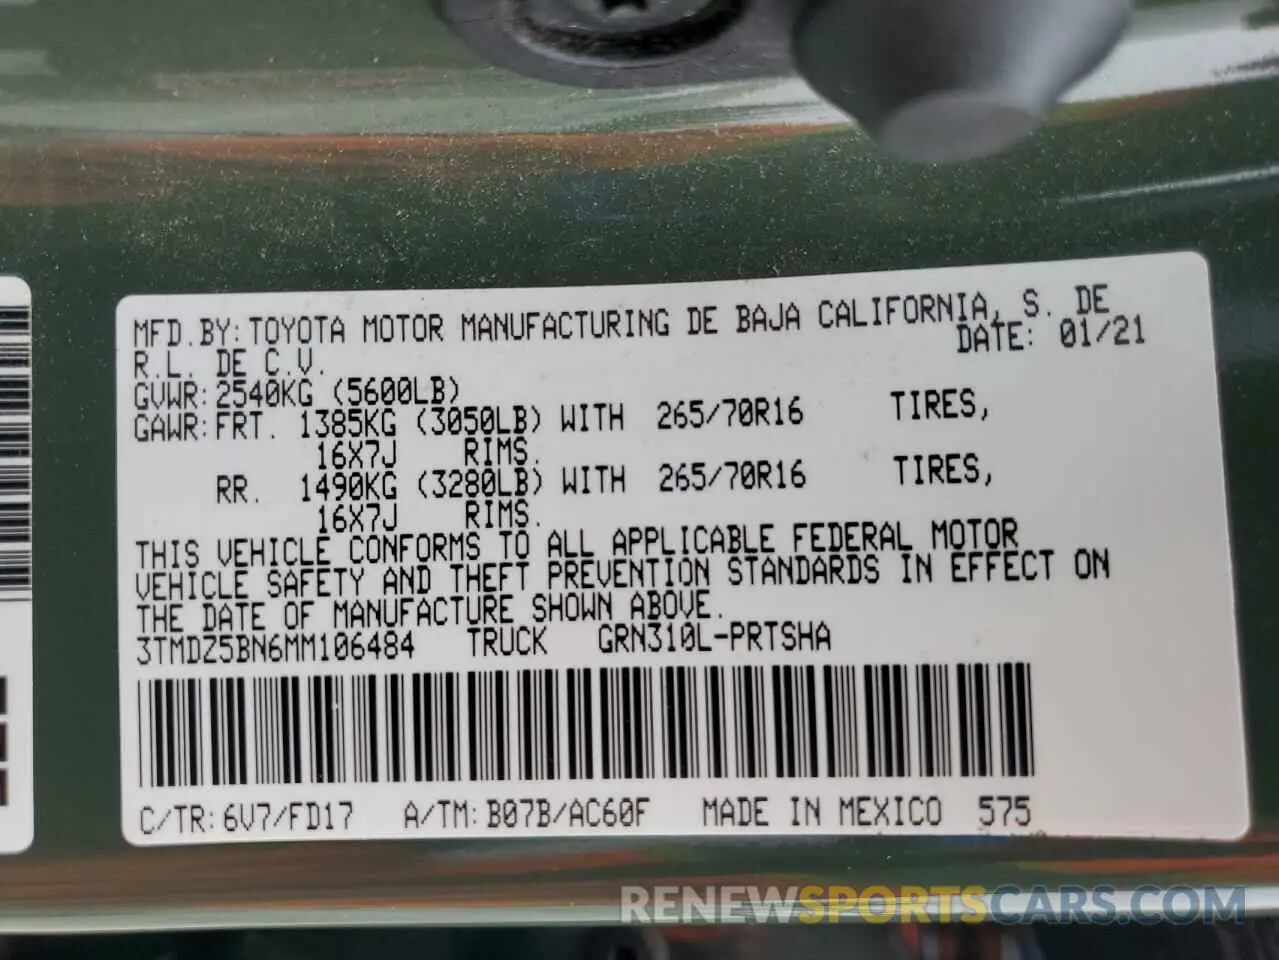 MFD.BY: TOYOTA MOTOR MANUFACTURING DE BAJA CALIFORNIA, S. DE
R.L. DE C.V. DATE: 01/21
GVWR: 2540KG (5600LB)
GAWR: FRT. 1385KG (3050LB) WITH 265/70R16 TIRES,
16X7J RIMS.
RR. 1490KG (3280LB) WITH 265/70R16 TIRES,
16X7J RIMS.
THIS VEHICLE CONFORMS TO ALL APPLICABLE FEDERAL MOTOR
VEHICLE SAFETY AND THEFT PREVENTION STANDARDS IN EFFECT ON
THE DATE OF MANUFACTURE SHOWN ABOVE.
3TMDZ5BN6MM106484 TRUCK GRN310L-PRTSHA
C/TR: 6V7/FD17 A/TM: B07B/AC60F MADE IN MEXICO 575
RENEWSPORTSCARS.COM